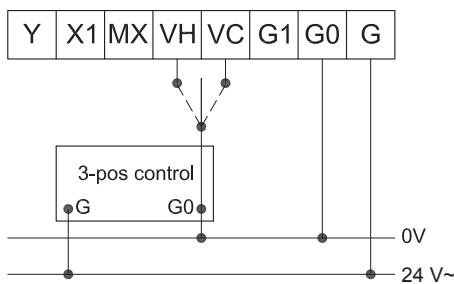 Y X1 MX VH VC G1 G0 G
3-pos control
G G0
0V
24 V~